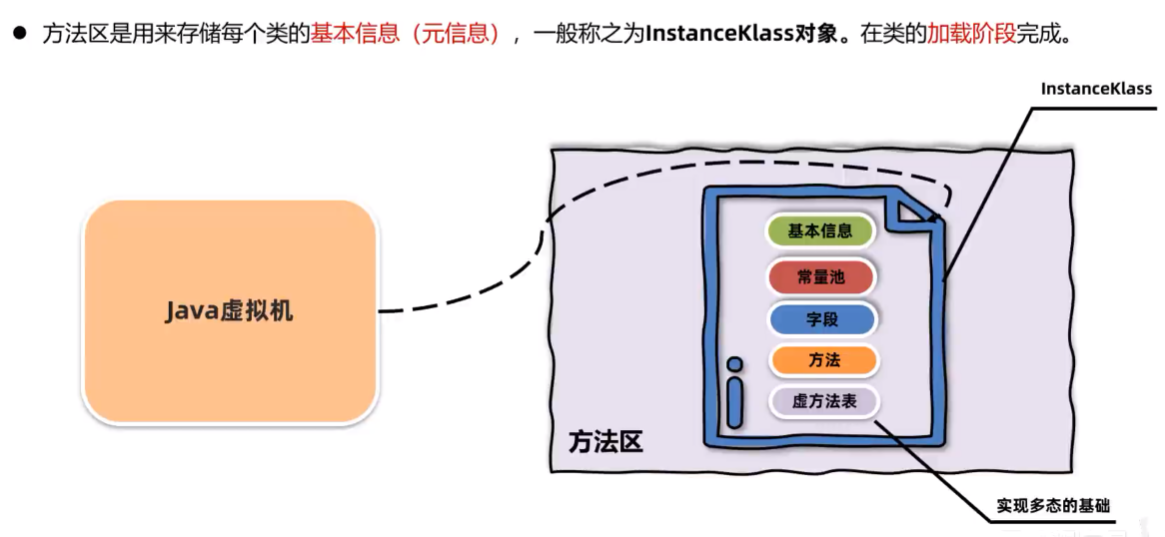 ● 方法区是用来存储每个类的基本信息（元信息），一般称之为InstanceKlass对象。在类的加载阶段完成。
InstanceKlass
基本信息
常量池
Java虚拟机
字段
方法
虚方法表
方法区
实现多态的基础